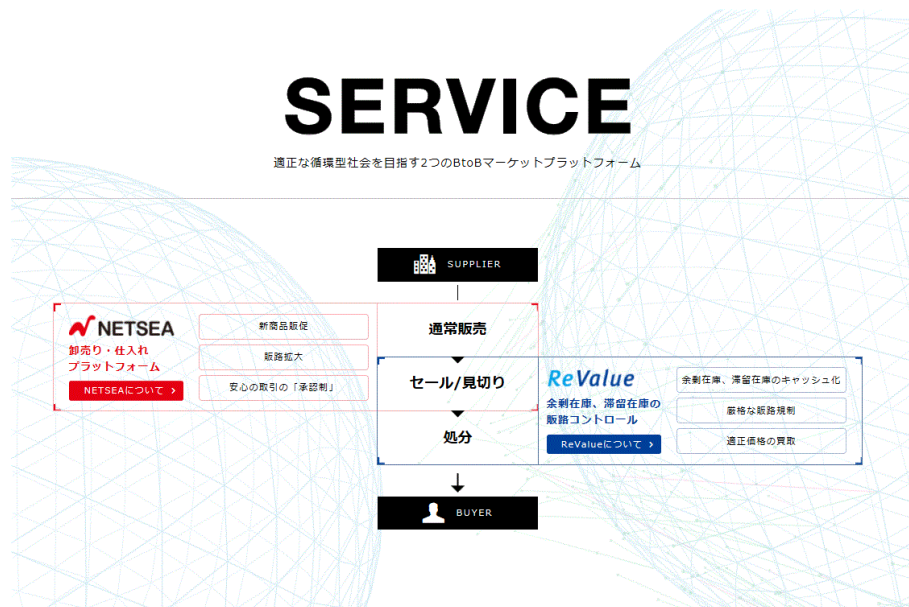 SERVICE
適正な循環型社会を目指す2つのBtoBマーケットプラットフォーム
SUPPLIER
NETSEA
卸売り・仕入れ
プラットフォーム
NETSEAについて
新商品販促
販路拡大
安心の取引の「承認制」
通常販売
セール/見切り
処分
ReValue
余剰在庫、滞留在庫の
販路コントロール
ReValueについて
余剰在庫、滞留在庫のキャッシュ化
厳格な販路規制
適正価格の買取
BUYER